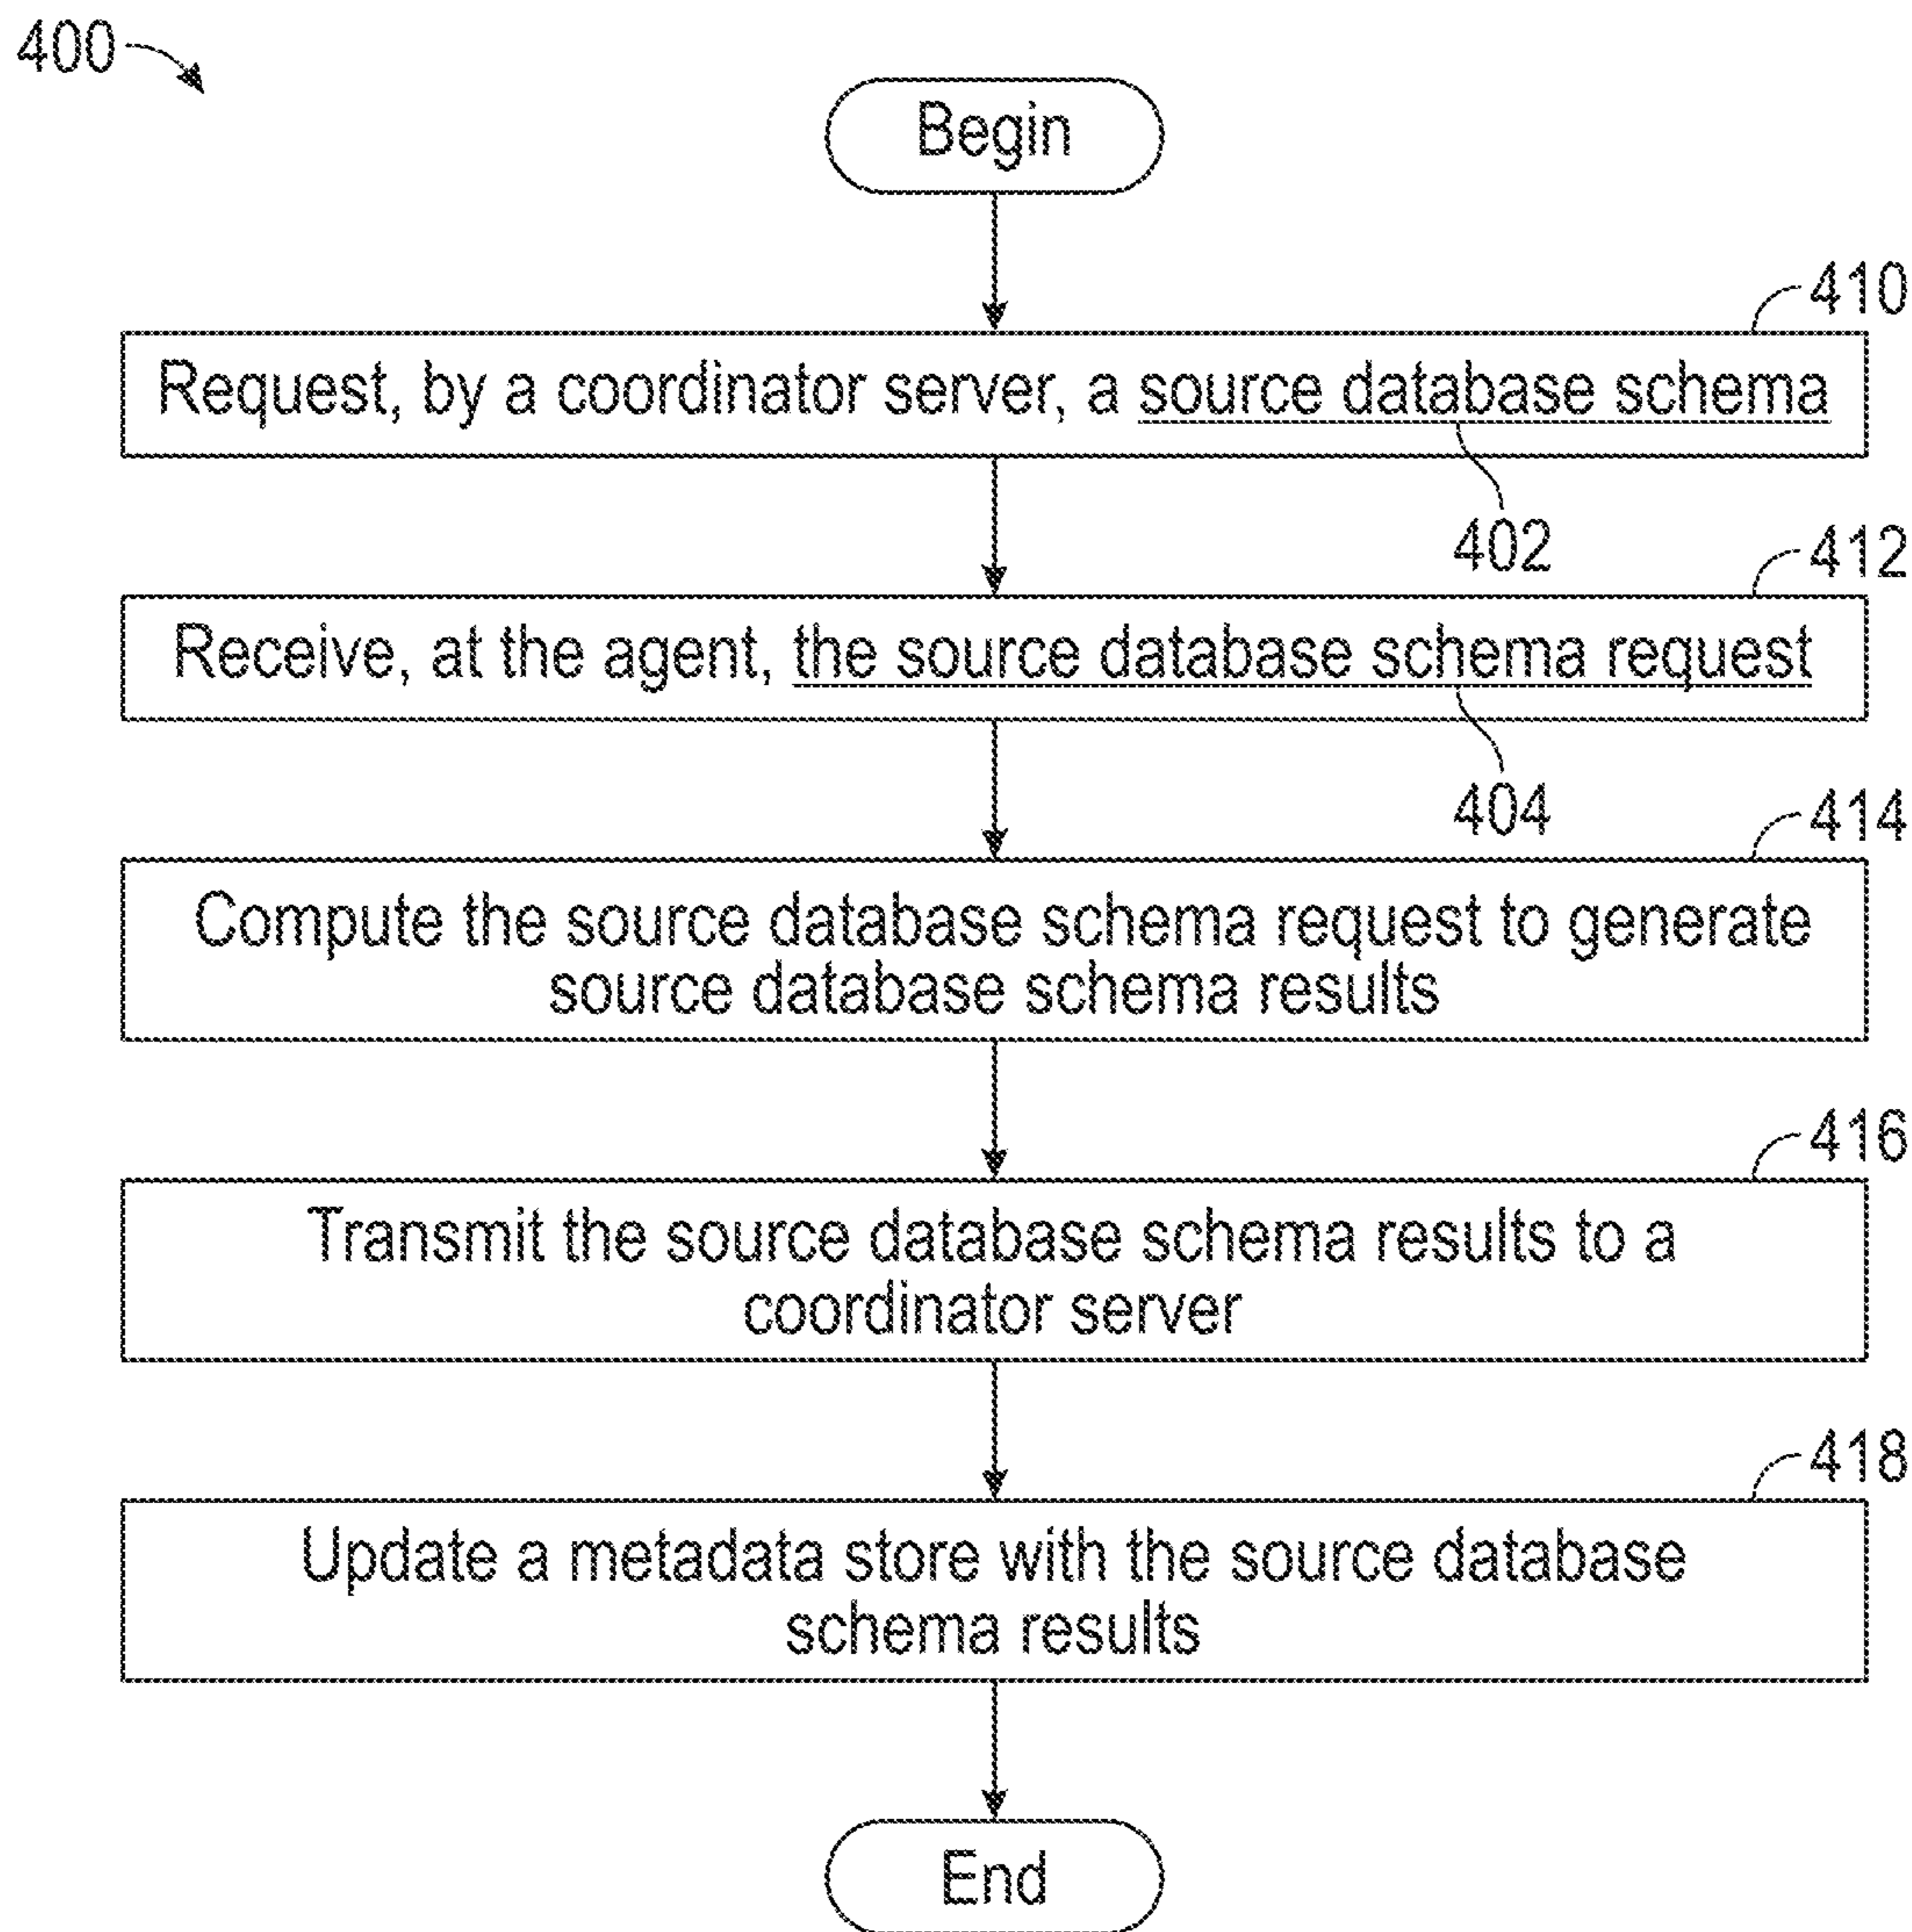 400
Begin
410
Request, by a coordinator server, a source database schema
402
412
Receive, at the agent, the source database schema request
404
414
Compute the source database schema request to generate
source database schema results
416
Transmit the source database schema results to a
coordinator server
418
Update a metadata store with the source database
schema results
End